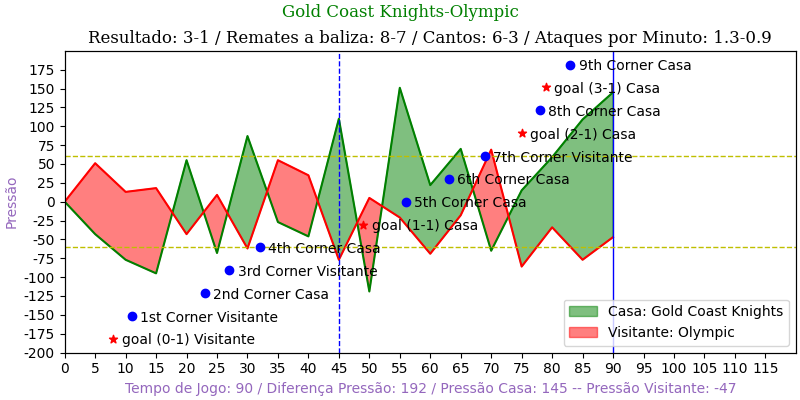 Gold Coast Knights-Olympic
Resultado: 3-1 / Remates a baliza: 8-7 / Cantos: 6-3 / Ataques por Minuto: 1.3-0.9
Pressão
175
150
125
100
75
50
25
0
-25
-50
-75
-100
-125
-150
-175
-200
9th Corner Casa
goal (3-1) Casa
8th Corner Casa
goal (2-1) Casa
7th Corner Visitante
6th Corner Casa
5th Corner Casa
goal (1-1) Casa
4th Corner Casa
3rd Corner Visitante
2nd Corner Casa
1st Corner Visitante
goal (0-1) Visitante
Casa: Gold Coast Knights
Visitante: Olympic
0 5 10 15 20 25 30 35 40 45 50 55 60 65 70 75 80 85 90 95 100 105 110 115
Tempo de Jogo: 90 / Diferença Pressão: 192 / Pressão Casa: 145 -- Pressão Visitante: -47